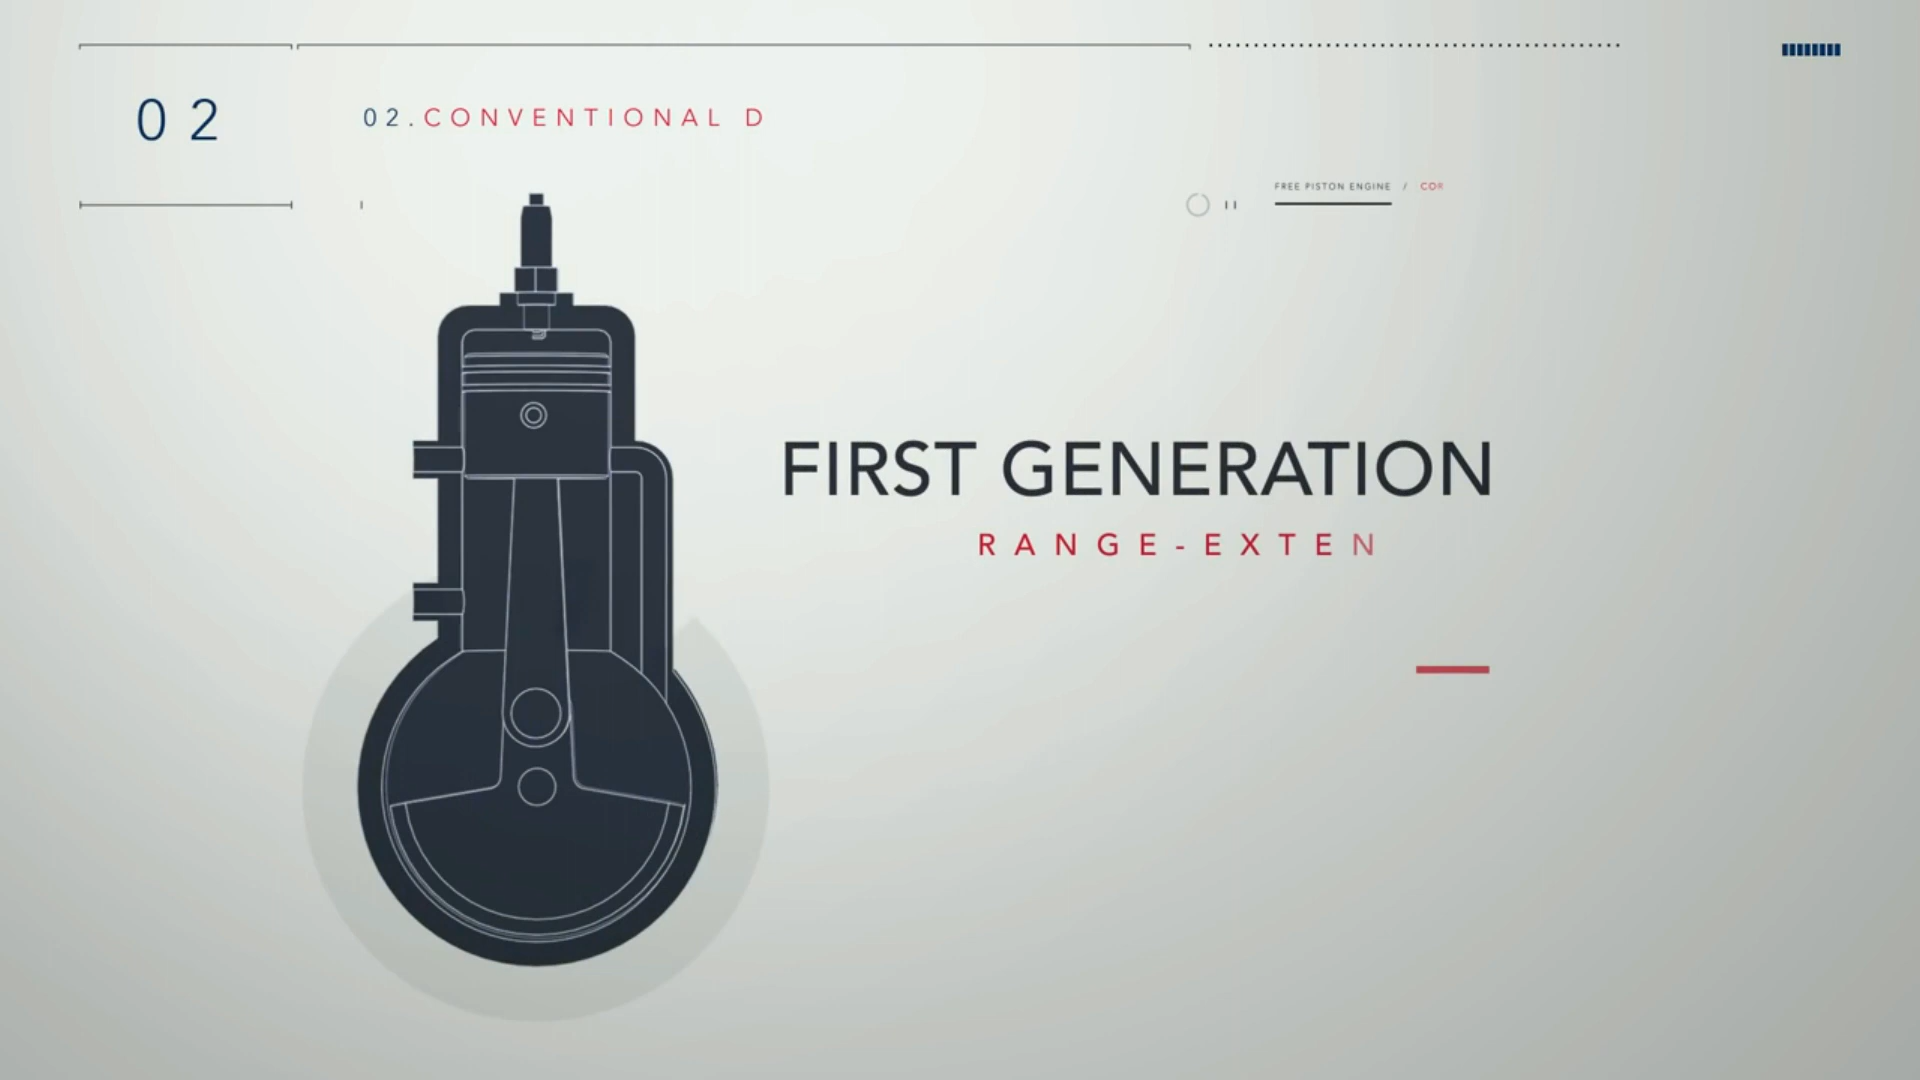 02
02.CONVENTIONAL D
FREE PISTON ENGINE / COR
FIRST GENERATION
RANGE-EXTEN